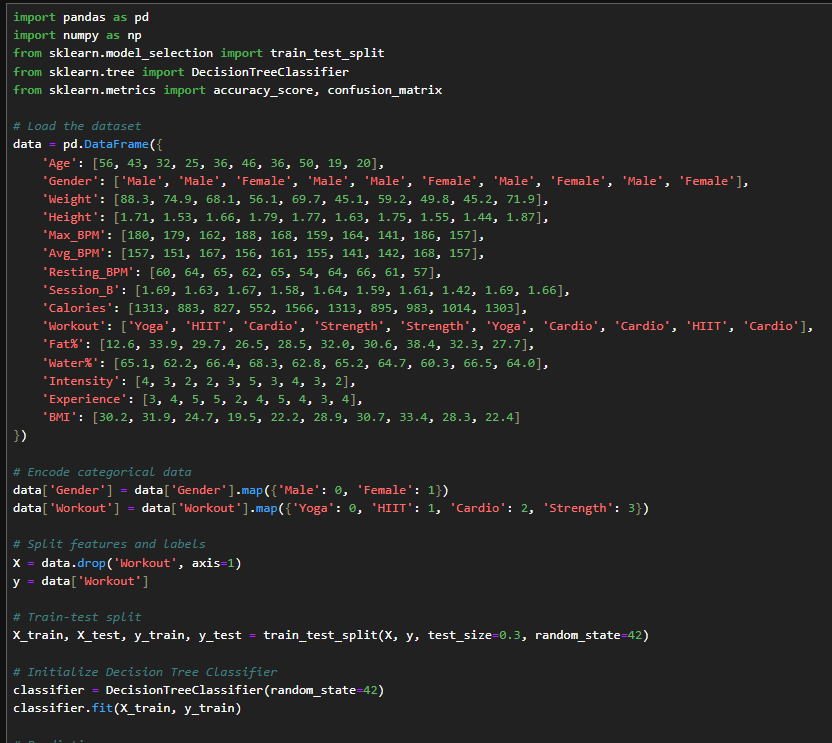 import pandas as pd
import numpy as np
from sklearn.model_selection import train_test_split
from sklearn.tree import DecisionTreeClassifier
from sklearn.metrics import accuracy_score, confusion_matrix
# Load the dataset
data = pd.DataFrame({
    'Age': [56, 43, 32, 25, 36, 46, 36, 50, 19, 20],
    'Gender': ['Male', 'Male', 'Female', 'Male', 'Male', 'Female', 'Male', 'Female', 'Male', 'Female'],
    'Weight': [88.3, 74.9, 68.1, 56.1, 69.7, 45.1, 59.2, 49.8, 45.2, 71.9],
    'Height': [1.71, 1.53, 1.66, 1.79, 1.77, 1.63, 1.75, 1.55, 1.44, 1.87],
    'Max_BPM': [180, 179, 162, 188, 168, 159, 164, 141, 186, 157],
    'Avg_BPM': [157, 151, 167, 156, 161, 155, 141, 142, 168, 157],
    'Resting_BPM': [60, 64, 65, 62, 65, 54, 64, 66, 61, 57],
    'Session_B': [1.69, 1.63, 1.67, 1.58, 1.64, 1.59, 1.61, 1.42, 1.69, 1.66],
    'Calories': [1313, 883, 827, 552, 1566, 1313, 895, 983, 1014, 1303],
    'Workout': ['Yoga', 'HIIT', 'Cardio', 'Strength', 'Strength', 'Yoga', 'Cardio', 'Cardio', 'HIIT', 'Cardio'],
    'Fat%': [12.6, 33.9, 29.7, 26.5, 28.5, 32.0, 30.6, 38.4, 32.3, 27.7],
    'Water%': [65.1, 62.2, 66.4, 68.3, 62.8, 65.2, 64.7, 60.3, 66.5, 64.0],
    'Intensity': [4, 3, 2, 2, 3, 5, 3, 4, 3, 2],
    'Experience': [3, 4, 5, 5, 2, 4, 5, 4, 3, 4],
    'BMI': [30.2, 31.9, 24.7, 19.5, 22.2, 28.9, 30.7, 33.4, 28.3, 22.4]
})
# Encode categorical data
data['Gender'] = data['Gender'].map({'Male': 0, 'Female': 1})
data['Workout'] = data['Workout'].map({'Yoga': 0, 'HIIT': 1, 'Cardio': 2, 'Strength': 3})
# Split features and labels
X = data.drop('Workout', axis=1)
y = data['Workout']
# Train-test split
X_train, X_test, y_train, y_test = train_test_split(X, y, test_size=0.3, random_state=42)
# Initialize Decision Tree Classifier
classifier = DecisionTreeClassifier(random_state=42)
classifier.fit(X_train, y_train)